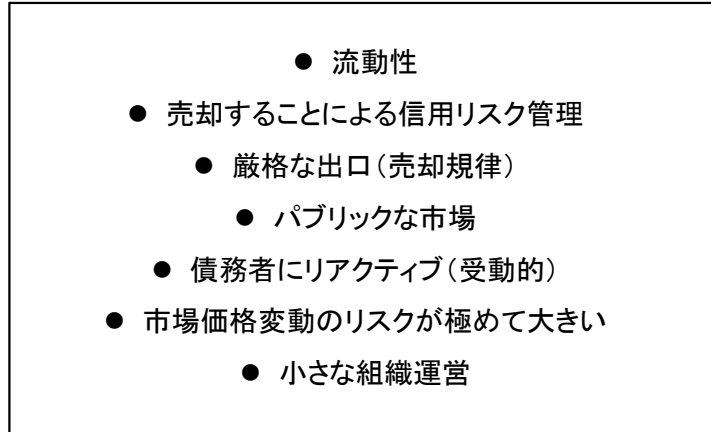 ● 流動性
● 売却することによる信用リスク管理
● 厳格な出口（売却規律）
● パブリックな市場
● 債務者にリアクティブ（受動的）
● 市場価格変動のリスクが極めて大きい
● 小さな組織運営